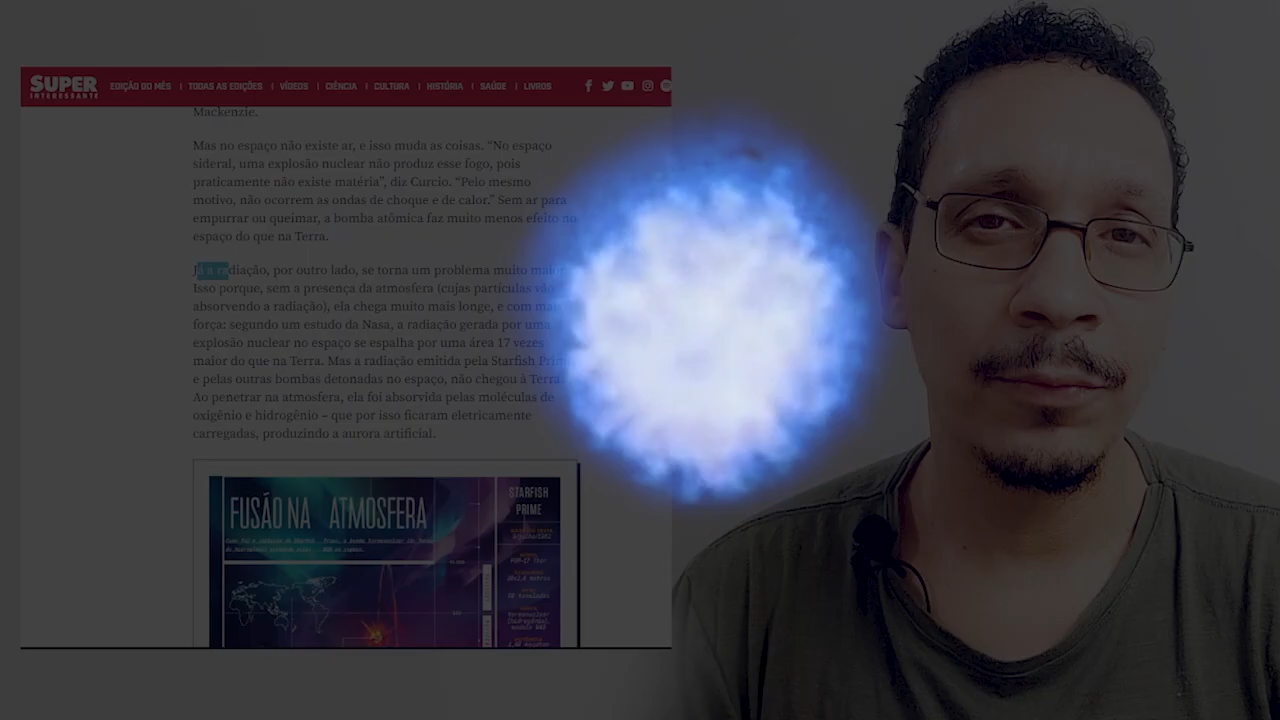 SUPER
INTERESSANTE
EDIÇÃO DO MÊS | TODAS AS EDIÇÕES | VÍDEOS | CIÊNCIA | CULTURA | HISTÓRIA | SAÚDE | LIVROS
Mackenzie.
Mas no espaço não existe ar, e isso muda as coisas. “No espaço
sideral, uma explosão nuclear não produz esse fogo, pois
praticamente não existe matéria”, diz Curcio. “Pelo mesmo
motivo, não ocorrem as ondas de choque e de calor.” Sem ar para
empurrar ou queimar, a bomba atômica faz muito menos efeito no
espaço do que na Terra.
Já a radiação, por outro lado, se torna um problema muito maior.
Isso porque, sem a presença da atmosfera (cujas partículas vão
absorvendo a radiação), ela chega muito mais longe, e com mais
força: segundo um estudo da Nasa, a radiação gerada por uma
explosão nuclear no espaço se espalha por uma área 17 vezes
maior do que na Terra. Mas a radiação emitida pela Starfish Prime
e pelas outras bombas detonadas no espaço, não chegou à Terra.
Ao penetrar na atmosfera, ela foi absorvida pelas moléculas de
oxigênio e hidrogênio – que por isso ficaram eletricamente
carregadas, produzindo a aurora artificial.
FUSÃO NA ATMOSFERA
STARFISH
PRIME